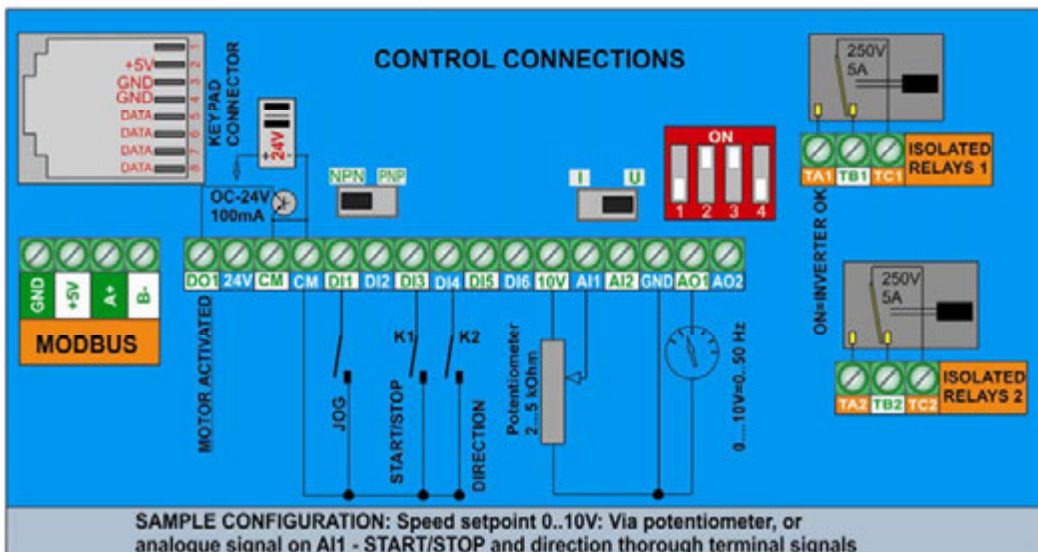 CONTROL CONNECTIONS
1
+5V 2
GND 3
GND 4
DATA 5
DATA 6
DATA 7
DATA 8
KEYPAD
CONNECTOR
+ -
24V
OC-24V
100mA
NPN PNP
I U
ON
1 2 3 4
250V
5A
TA1 TB1 TC1
ISOLATED
RELAYS 1
ON=INVERTER OK
250V
5A
TA2 TB2 TC2
ISOLATED
RELAYS 2
GND +5V A+ B-
MODBUS
DO1 24V CM CM DI1 DI2 DI3 DI4 DI5 DI6 10V AI1 AI2 GND AO1 AO2
MOTOR ACTIVATED
JOG
K1
START/STOP
K2
DIRECTION
Potentiometer
2...5 kOhm
0....10V=0..50 Hz
SAMPLE CONFIGURATION: Speed setpoint 0..10V: Via potentiometer, or
analogue signal on AI1 - START/STOP and direction thorough terminal signals